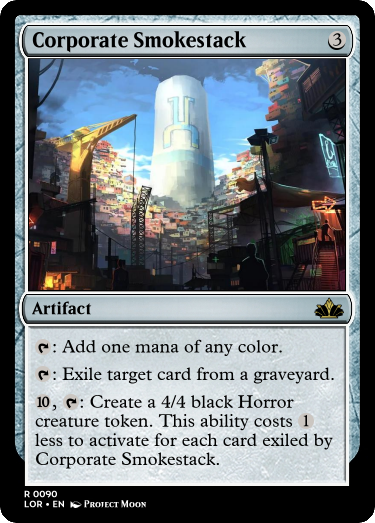 Corporate Smokestack 3
Artifact
: Add one mana of any color.
: Exile target card from a graveyard.
10, : Create a 4/4 black Horror
creature token. This ability costs 1
less to activate for each card exiled by
Corporate Smokestack.
R 0090
LOR • EN Protect Moon